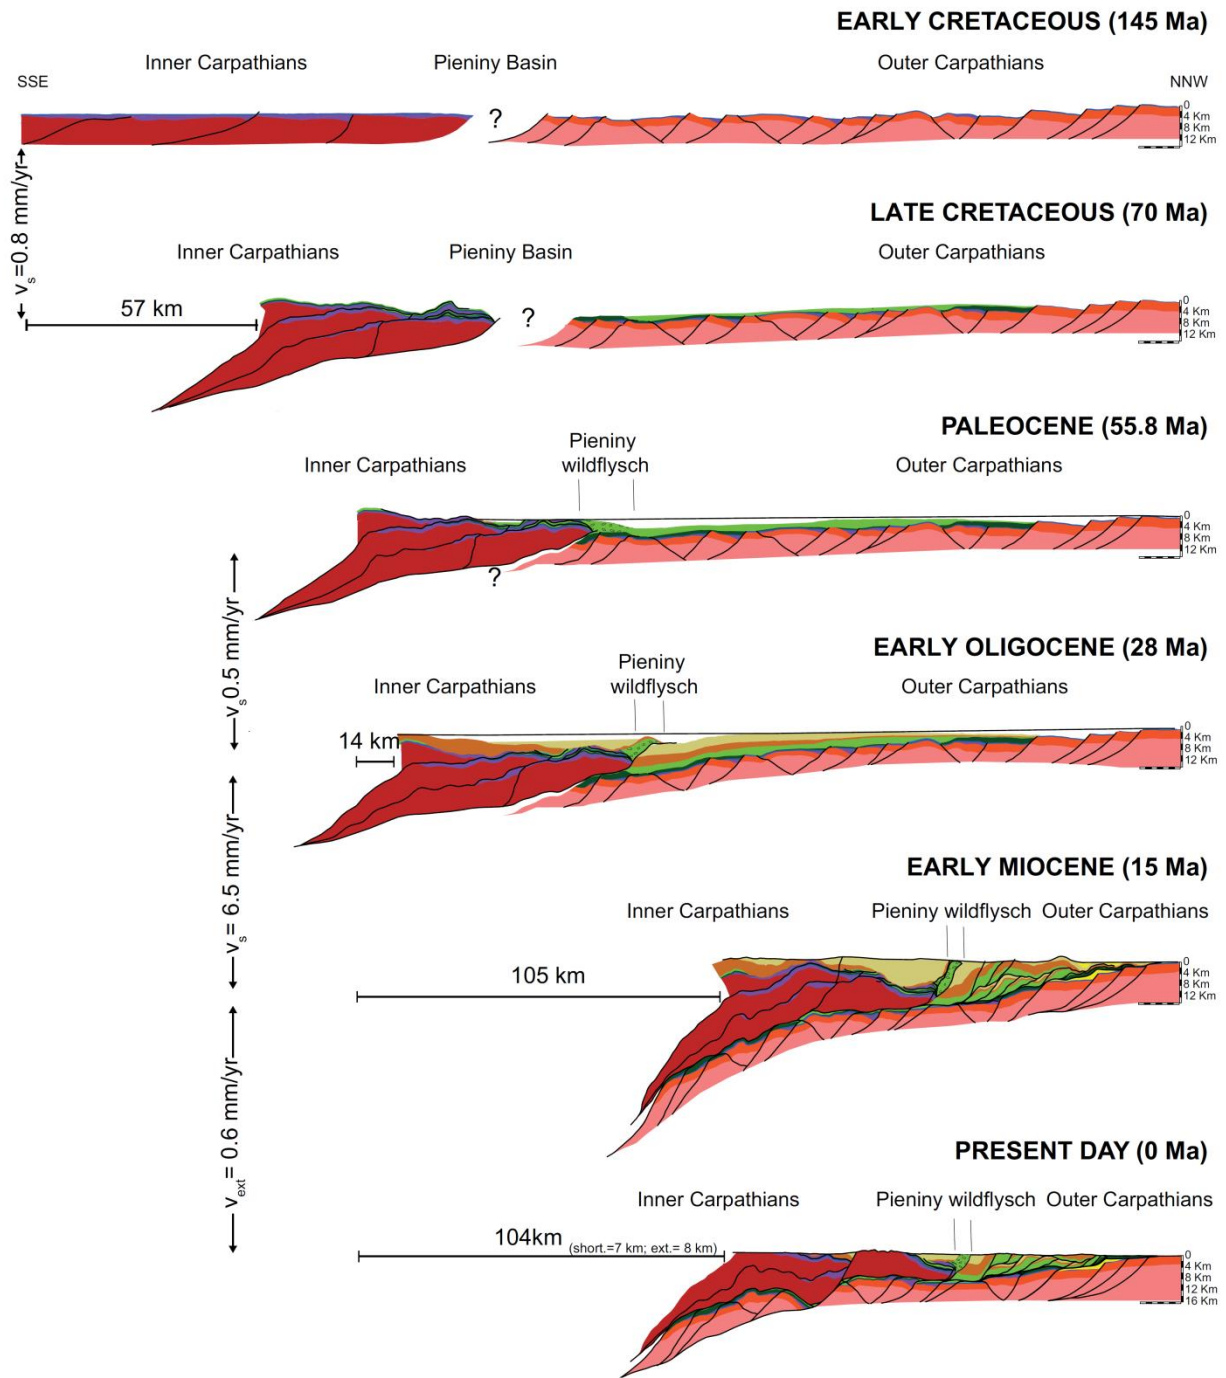 EARLY CRETACEOUS (145 Ma)
Inner Carpathians Pieniny Basin Outer Carpathians
SSE NNW
?
0
4 Km
8 Km
12 Km
vs=0.8 mm/yr
LATE CRETACEOUS (70 Ma)
Inner Carpathians Pieniny Basin Outer Carpathians
57 km
?
0
4 Km
8 Km
12 Km
PALEOCENE (55.8 Ma)
Pieniny
wildflysch
Inner Carpathians Outer Carpathians
0
4 Km
8 Km
12 Km
?
vs 0.5 mm/yr
EARLY OLIGOCENE (28 Ma)
Pieniny
wildflysch
Inner Carpathians Outer Carpathians
14 km
0
4 Km
8 Km
12 Km
vs = 6.5 mm/yr
EARLY MIOCENE (15 Ma)
Inner Carpathians Pieniny wildflysch Outer Carpathians
105 km
0
4 Km
8 Km
12 Km
vext = 0.6 mm/yr
PRESENT DAY (0 Ma)
Inner Carpathians Pieniny wildflysch Outer Carpathians
104km (short.=7 km; ext.= 8 km)
0
4 Km
8 Km
12 Km
16 Km